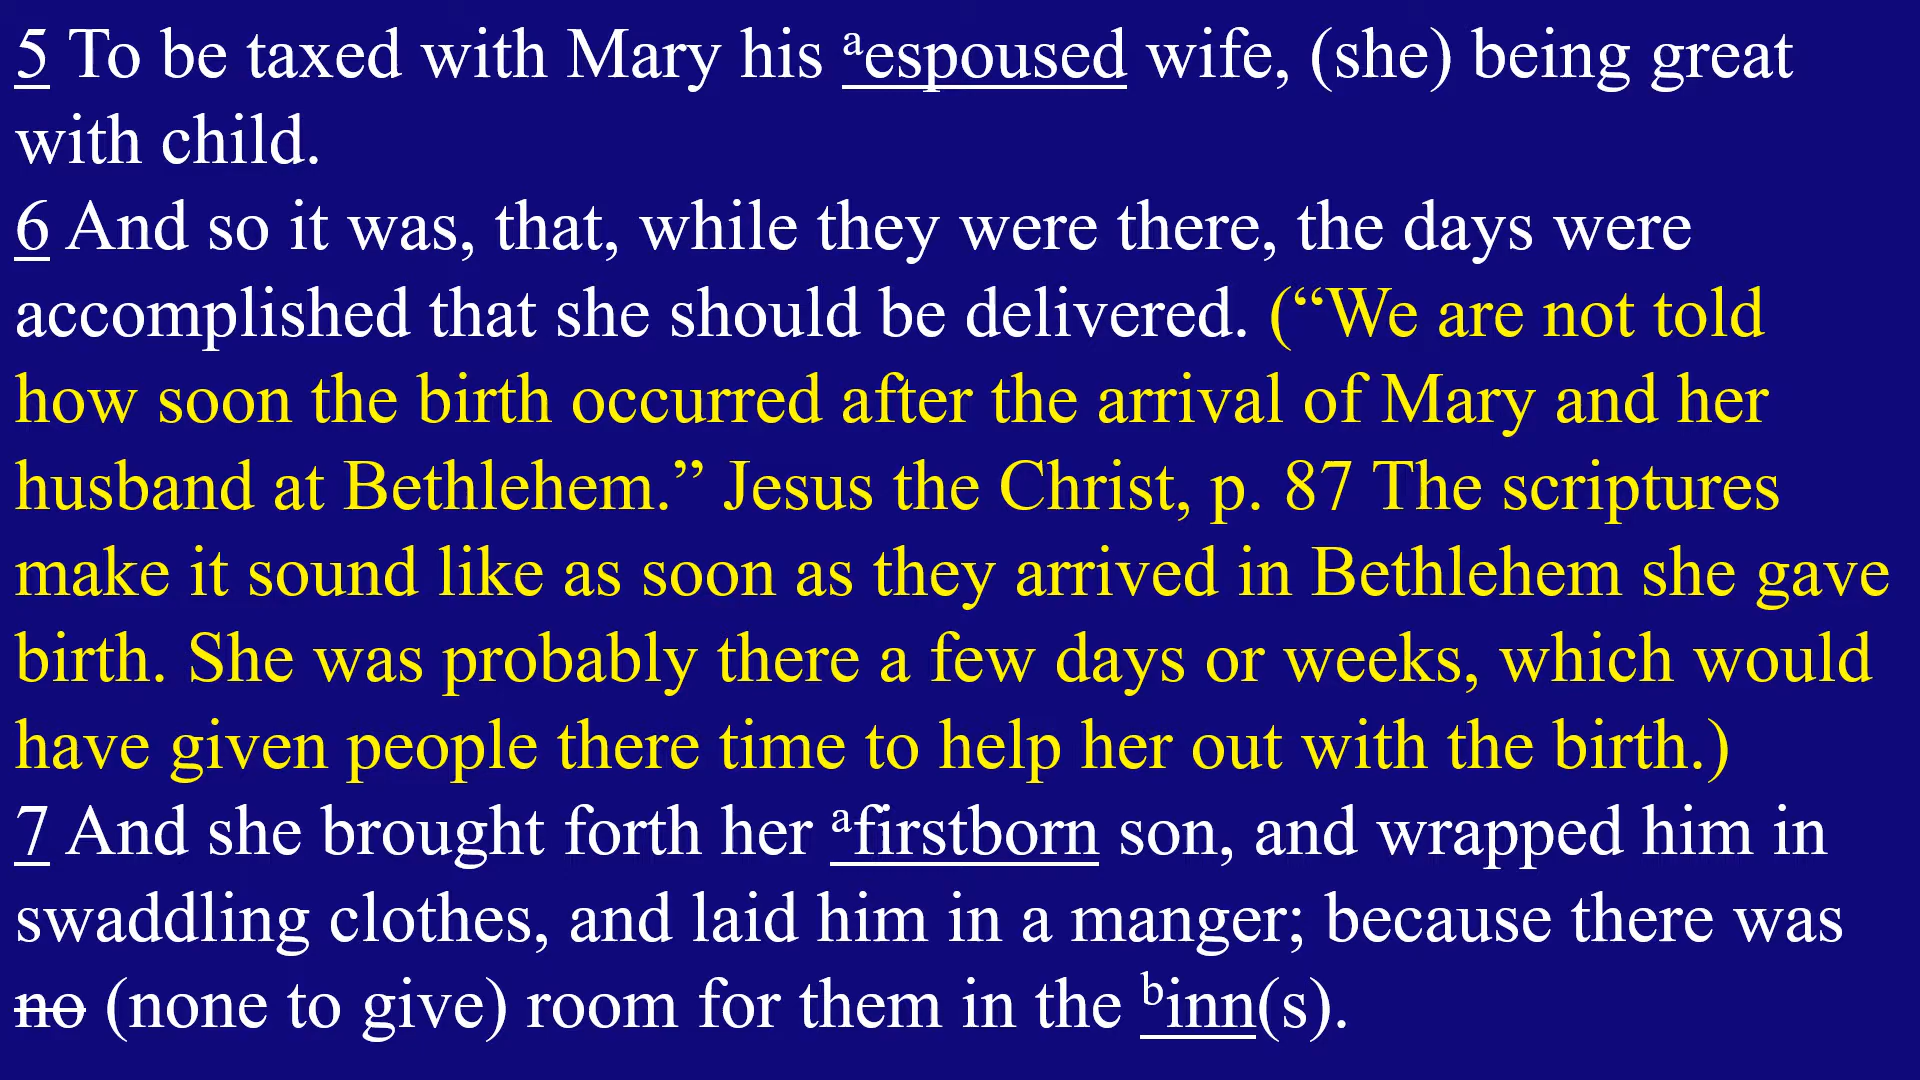 5 To be taxed with Mary his aespoused wife, (she) being great
with child.
6 And so it was, that, while they were there, the days were
accomplished that she should be delivered. (“We are not told
how soon the birth occurred after the arrival of Mary and her
husband at Bethlehem.” Jesus the Christ, p. 87 The scriptures
make it sound like as soon as they arrived in Bethlehem she gave
birth. She was probably there a few days or weeks, which would
have given people there time to help her out with the birth.)
7 And she brought forth her afirstborn son, and wrapped him in
swaddling clothes, and laid him in a manger; because there was
no (none to give) room for them in the binn(s).